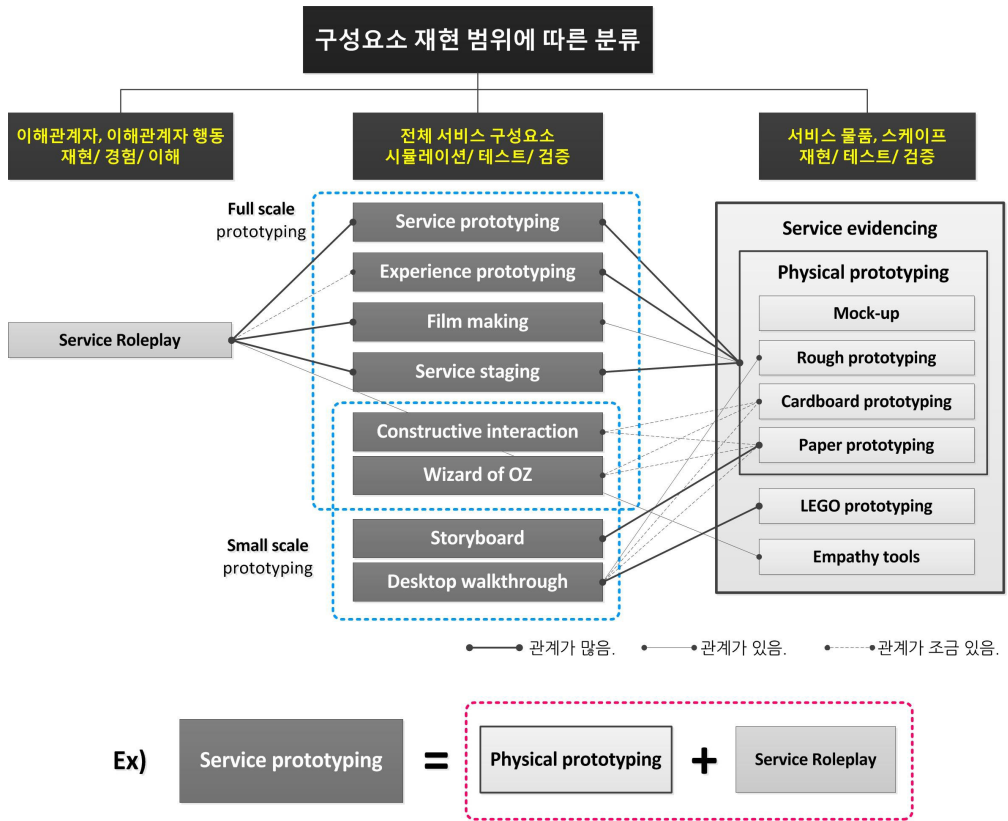 구성요소 재현 범위에 따른 분류
이해관계자, 이해관계자 행동
재현/ 경험/ 이해
전체 서비스 구성요소
시뮬레이션/ 테스트/ 검증
서비스 물품, 스케이프
재현/ 테스트/ 검증
Full scale
prototyping
Service Roleplay
Service prototyping
Experience prototyping
Film making
Service staging
Constructive interaction
Wizard of OZ
Small scale
prototyping
Storyboard
Desktop walkthrough
Service evidencing
Physical prototyping
Mock-up
Rough prototyping
Cardboard prototyping
Paper prototyping
LEGO prototyping
Empathy tools
관계가 많음.
관계가 있음.
관계가 조금 있음.
Ex)
Service prototyping
=
Physical prototyping
+
Service Roleplay